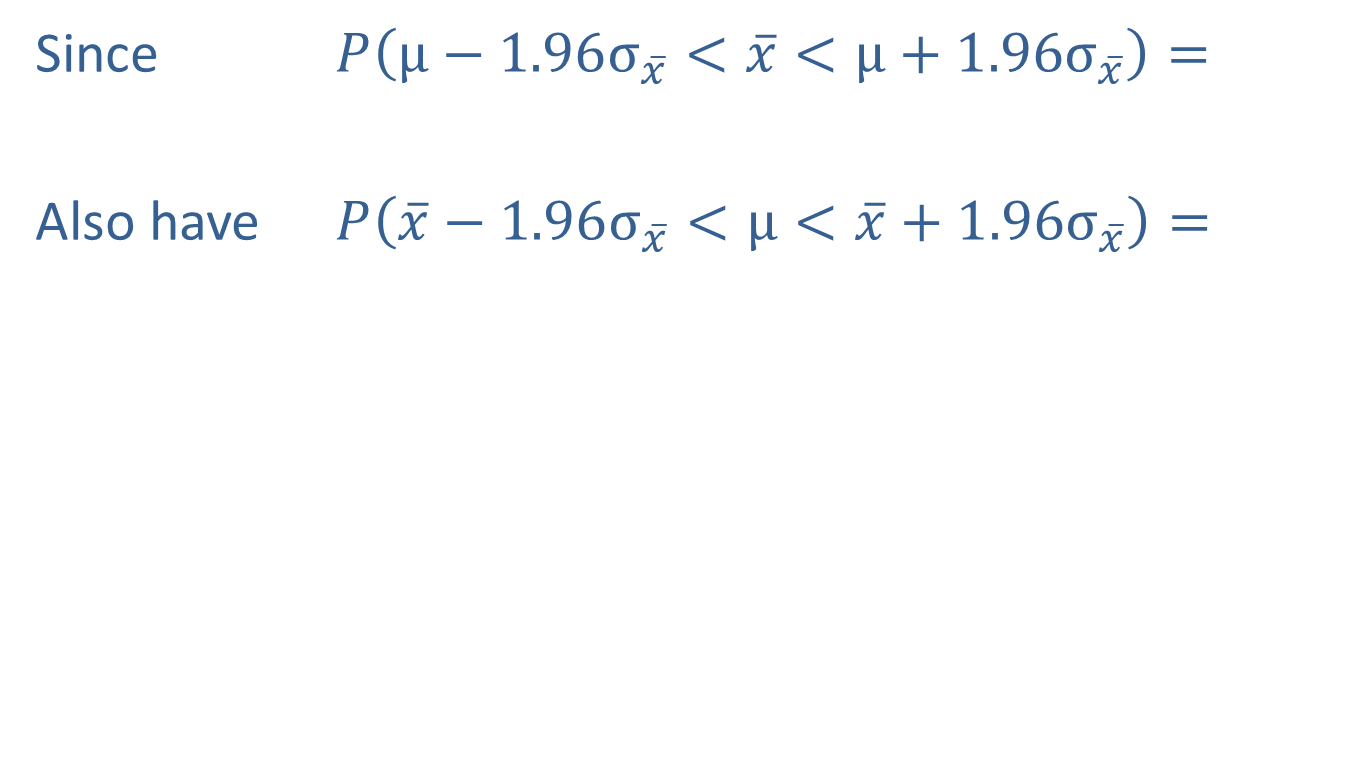 Since P(μ − 1.96σ_x̄ < x̄ < μ + 1.96σ_x̄) =
Also have P(x̄ − 1.96σ_x̄ < μ < x̄ + 1.96σ_x̄) =